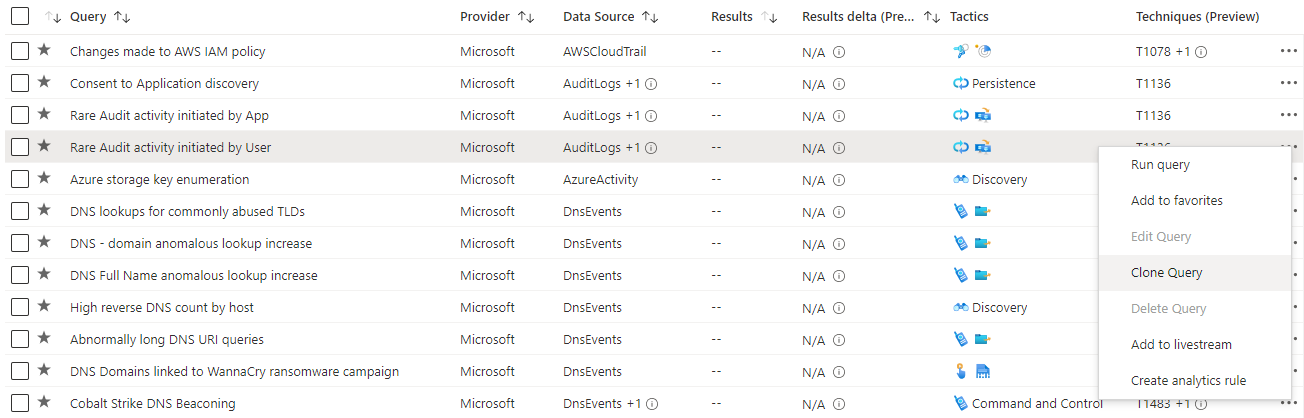 Query Provider Data Source Results Results delta (Pre... Tactics Techniques (Preview)
Changes made to AWS IAM policy Microsoft AWSCloudTrail -- N/A T1078 +1
Consent to Application discovery Microsoft AuditLogs +1 -- N/A Persistence T1136
Rare Audit activity initiated by App Microsoft AuditLogs +1 -- N/A T1136
Rare Audit activity initiated by User Microsoft AuditLogs +1 -- N/A T1136
Run query
Azure storage key enumeration Microsoft AzureActivity -- N/A Discovery
Add to favorites
DNS lookups for commonly abused TLDs Microsoft DnsEvents -- N/A
Edit Query
DNS - domain anomalous lookup increase Microsoft DnsEvents -- N/A
Clone Query
DNS Full Name anomalous lookup increase Microsoft DnsEvents -- N/A
High reverse DNS count by host Microsoft DnsEvents -- N/A Discovery
Delete Query
Abnormally long DNS URI queries Microsoft DnsEvents -- N/A
Add to livestream
DNS Domains linked to WannaCry ransomware campaign Microsoft DnsEvents -- N/A
Create analytics rule
Cobalt Strike DNS Beaconing Microsoft DnsEvents +1 -- N/A Command and Control T1483 +1